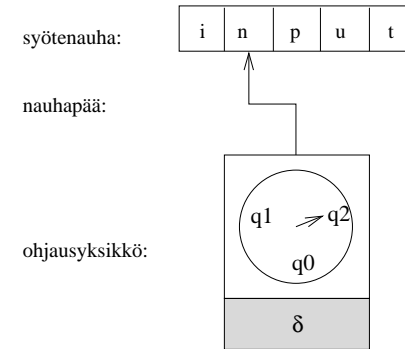 syötenauha: i n p u t
nauhapää:
q1 q2
ohjausyksikkö: q0
δ